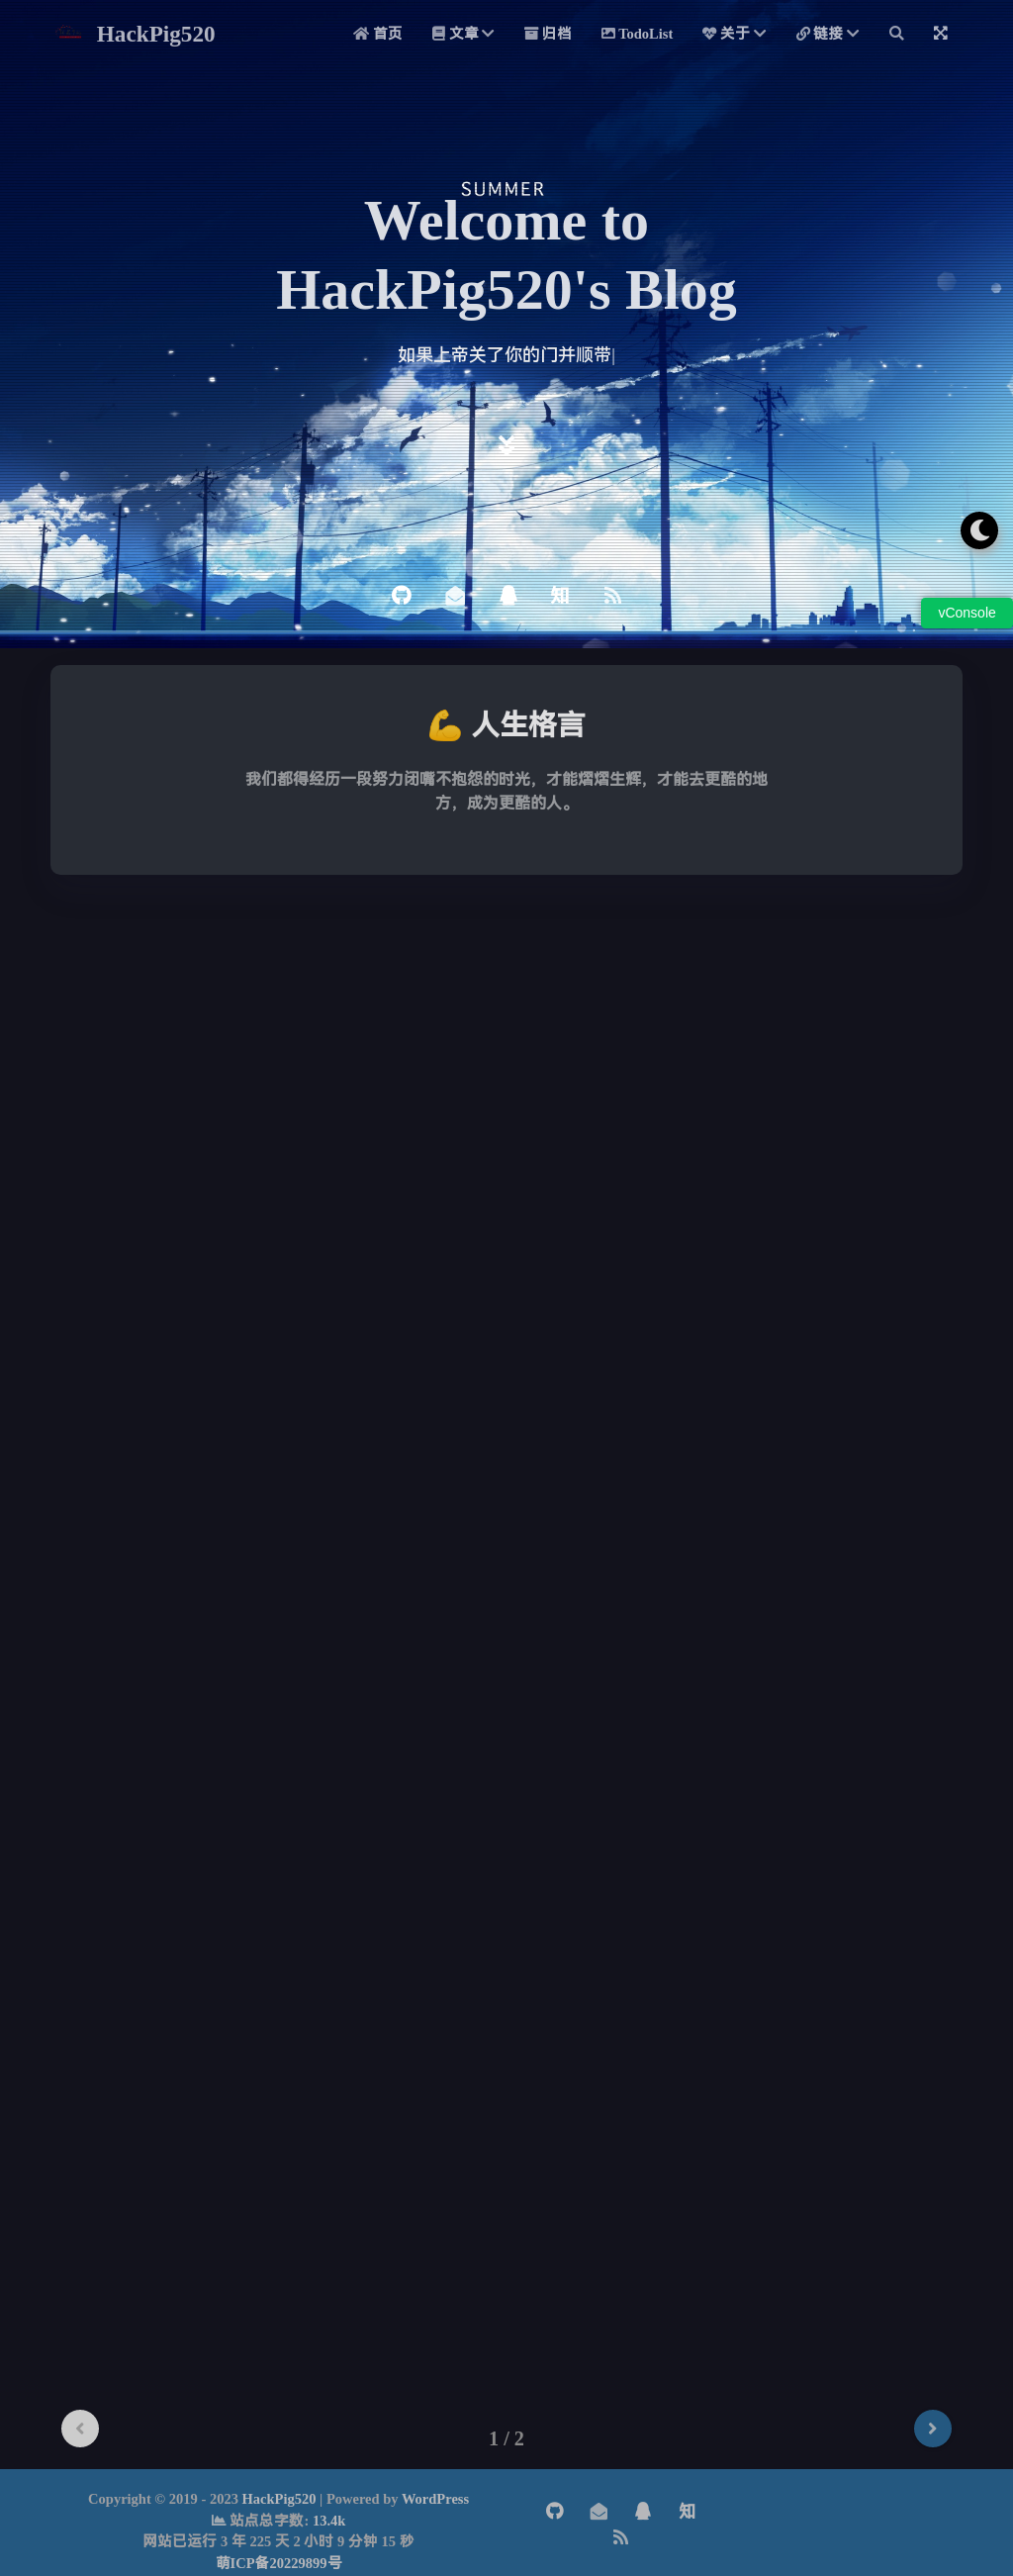 HackPig520
首页 文章 归档 TodoList 关于 链接
SUMMER
Welcome to
HackPig520's Blog
如果上帝关了你的门并顺带|
知
vConsole
💪 人生格言
我们都得经历一段努力闭嘴不抱怨的时光，才能熠熠生辉，才能去更酷的地
方，成为更酷的人。
1 / 2
Copyright © 2019 - 2023 HackPig520 | Powered by WordPress
站点总字数: 13.4k
网站已运行 3 年 225 天 2 小时 9 分钟 15 秒
萌ICP备20229899号
知